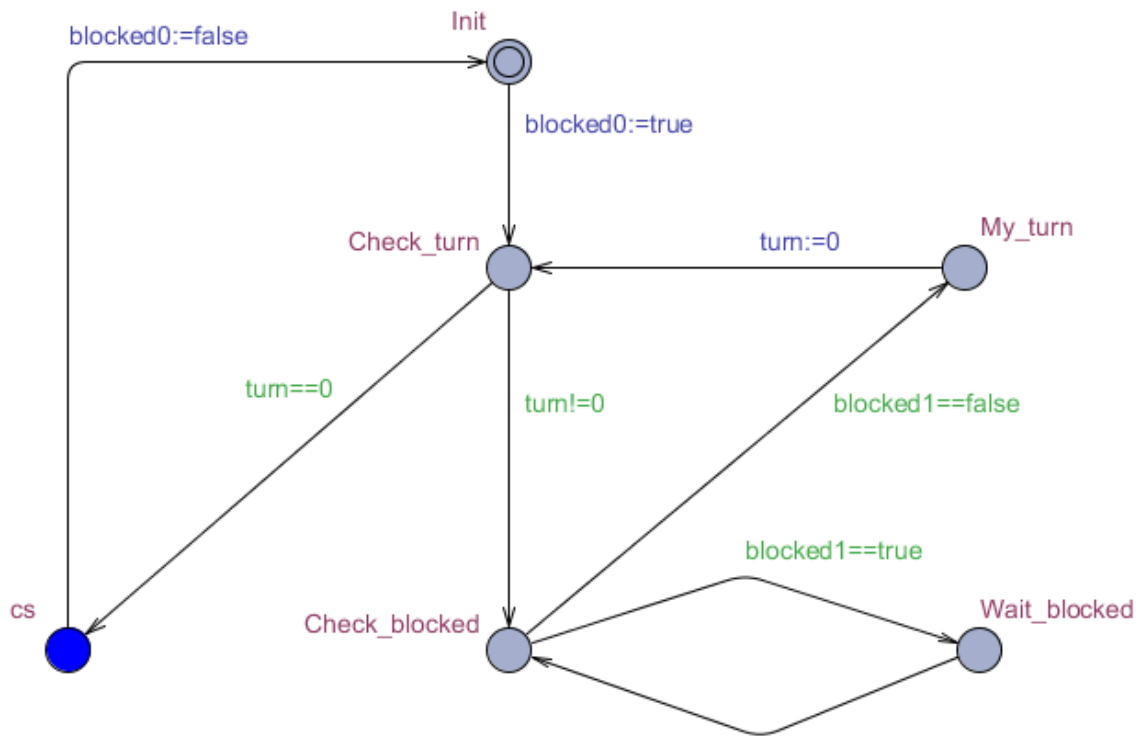 Init
blocked0:=false
blocked0:=true
Check_turn
My_turn
turn:=0
turn==0
turn!=0
blocked1==false
blocked1==true
cs
Check_blocked
Wait_blocked